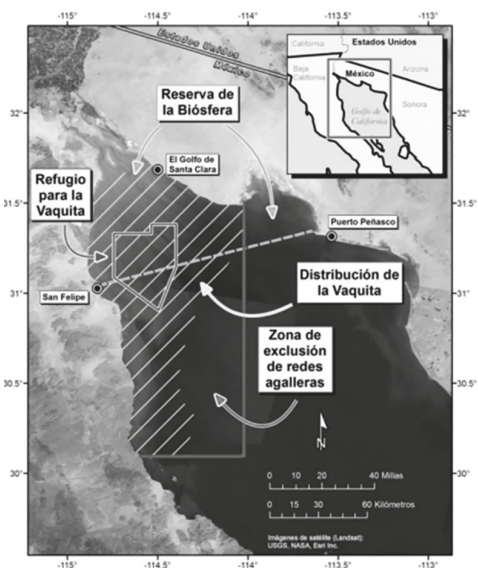 -115°
-114.5°
-114°
-113.5°
-113°
Estados Unidos
México
California
Estados Unidos
Baja
California
México
Arizona
Sonora
Golfo de
California
32°
32°
Reserva de
la Biósfera
El Golfo de
Santa Clara
Refugio
para la
Vaquita
31.5°
31.5°
Puerto Peñasco
31°
31°
San Felipe
Distribución de
la Vaquita
Zona de
exclusión
de redes
agalleras
30.5°
30.5°
N
30°
30°
0 10 20 40 Millas
0 15 30 60 Kilómetros
Imágenes de satélite (Landsat):
USGS, NASA, Esri Inc.
-115°
-114.5°
-114°
-113.5°
-113°